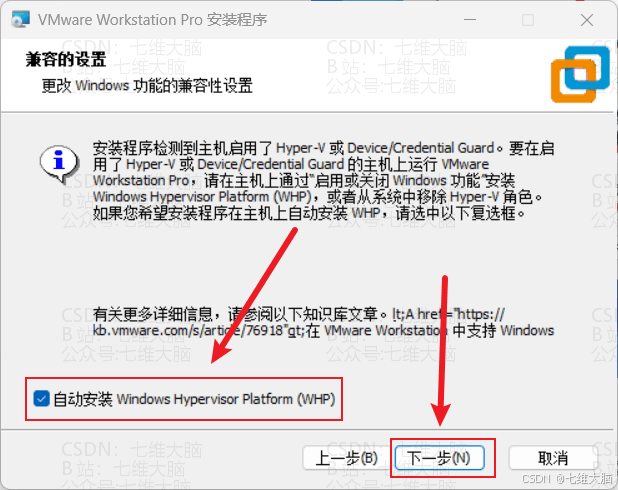 VMware Workstation Pro 安装程序
兼容的设置
更改 Windows 功能的兼容性设置
CSDN：七维大脑
B站：七维大脑
公众号:七维大脑
安装程序检测到主机启用了 Hyper-V 或 Device/Credential Guard。要在启
用了 Hyper-V 或 Device/Credential Guard 的主机上运行 VMware
Workstation Pro，请在主机上通过“启用或关闭 Windows 功能”安装
Windows Hypervisor Platform (WHP)，或者从系统中移除 Hyper-V 角色。
如果您希望安装程序在主机上自动安装 WHP，请选中以下复选框。
有关更多详细信息，请参阅以下知识库文章。!t;A href="https://
kb.vmware.com/s/article/76918"gt;在 VMware Workstation 中支持 Windows
自动安装 Windows Hypervisor Platform (WHP)
上一步(B)
下一步(N)
取消
CSDN @七维大脑